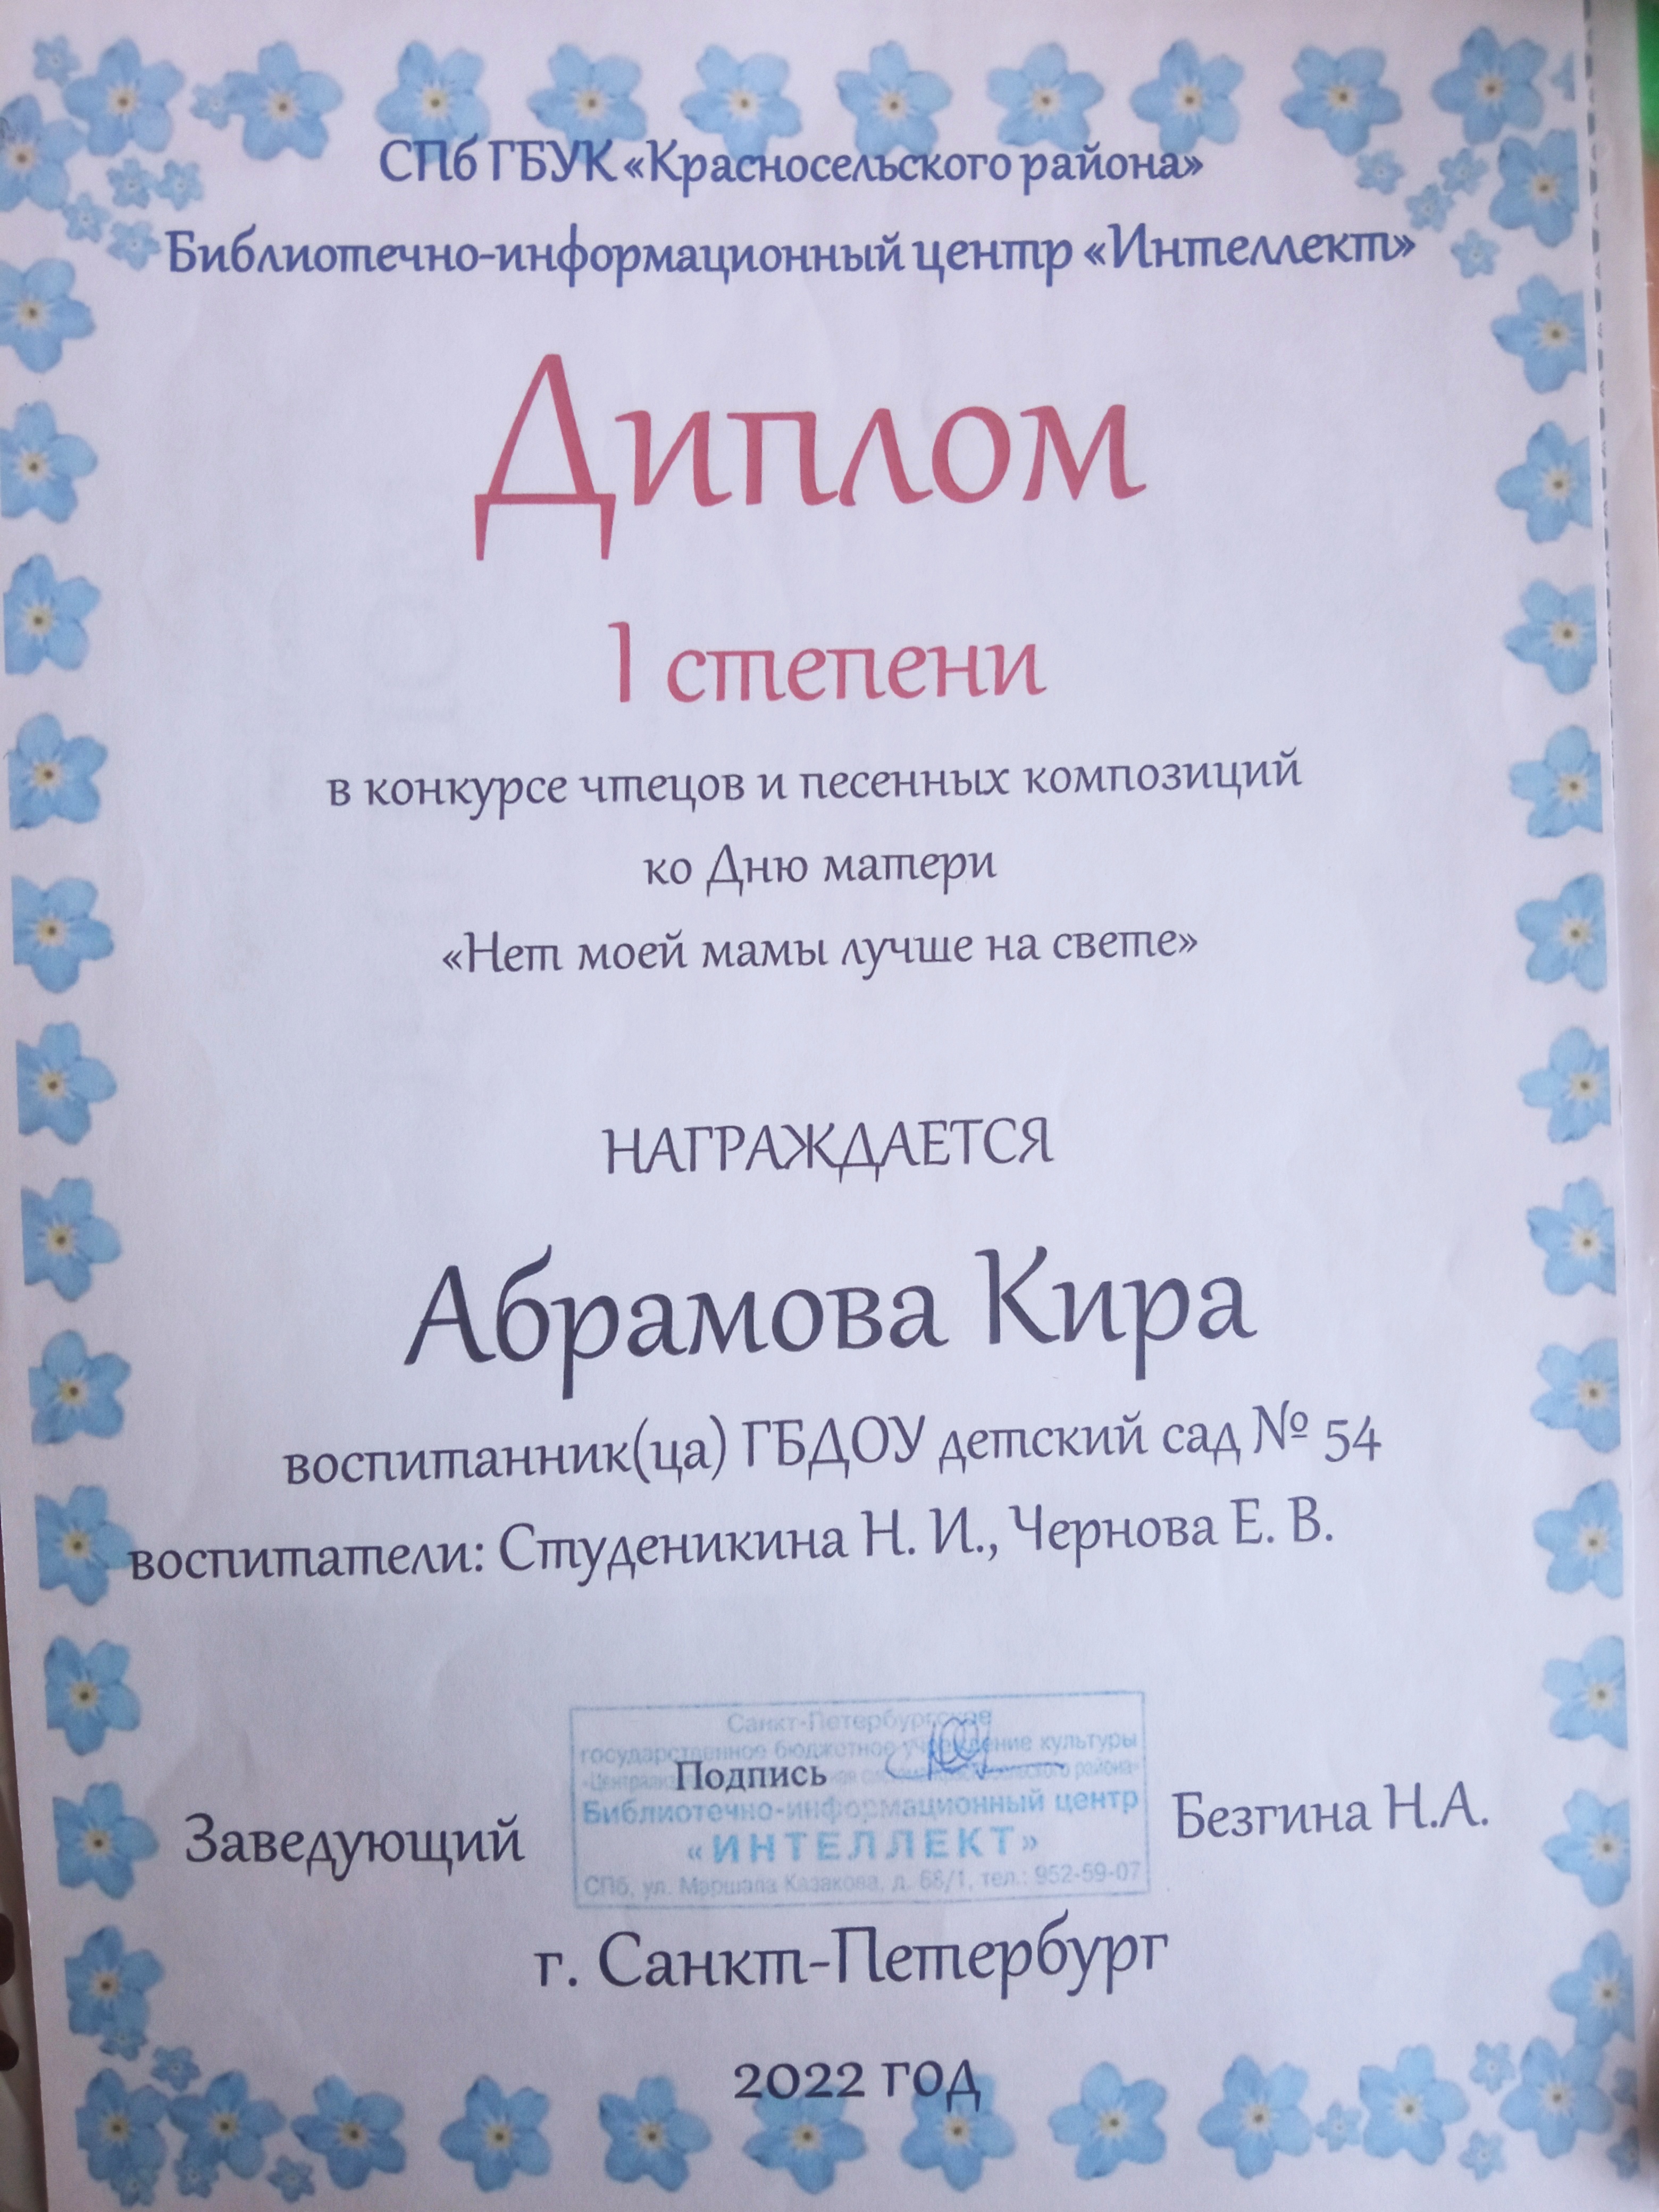 СПб ГБУК «Красносельского района»
Библиотечно-информационный центр «Интеллект»
Диплом
I степени
в конкурсе чтецов и песенных композиций
ко Дню матери
«Нет моей мамы лучше на свете»
НАГРАЖДАЕТСЯ
Абрамова Кира
воспитанник(ца) ГБДОУ детский сад № 54
воспитатели: Студеникина Н. И., Чернова Е. В.
Санкт-Петербургское
государственное бюджетное учреждение культуры
района»
Подпись
Библиотечно-информационный центр
«ИНТЕЛЛЕКТ»
СПб, ул. Маршала Казакова, д. 68/1, тел.: 952-59-07
Заведующий
Безгина Н.А.
г. Санкт-Петербург
2022 год